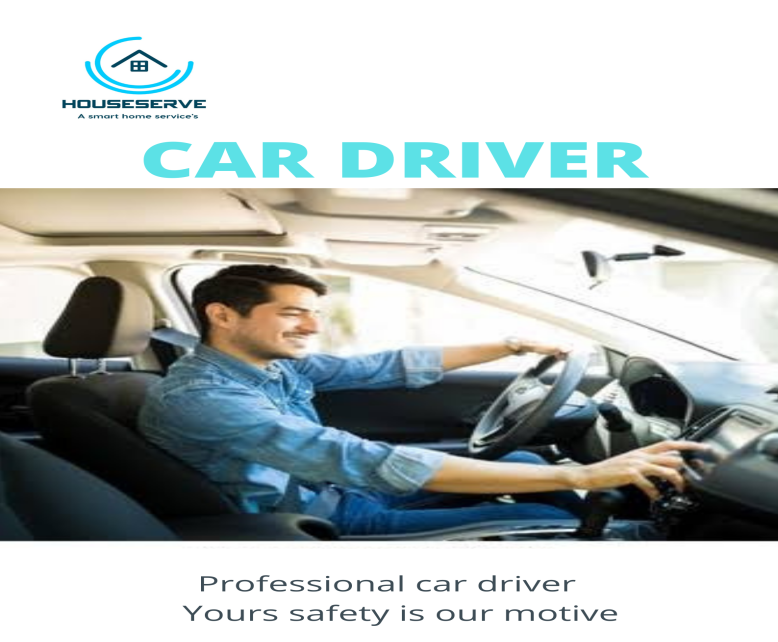 HOUSESERVE
A smart home service's
CAR DRIVER
Professional car driver
Yours safety is our motive